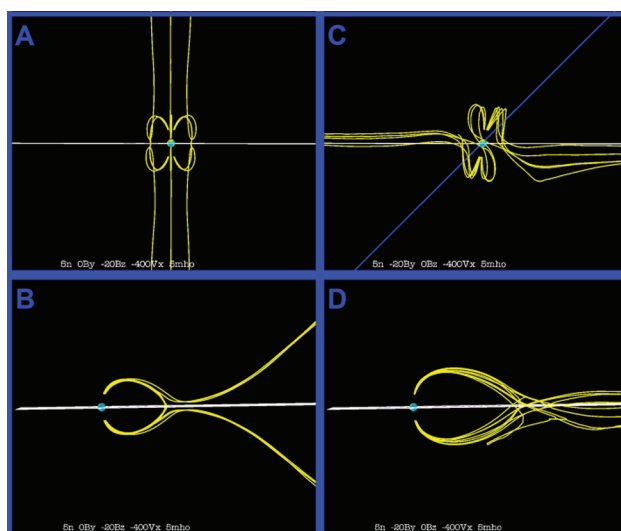 A
C
5n 0By -20Bz -400Vx 5mho
5n -20By 0Bz -400Vx 5mho
B
D
5n 0By -20Bz -400Vx 5mho
5n -20By 0Bz -400Vx 5mho